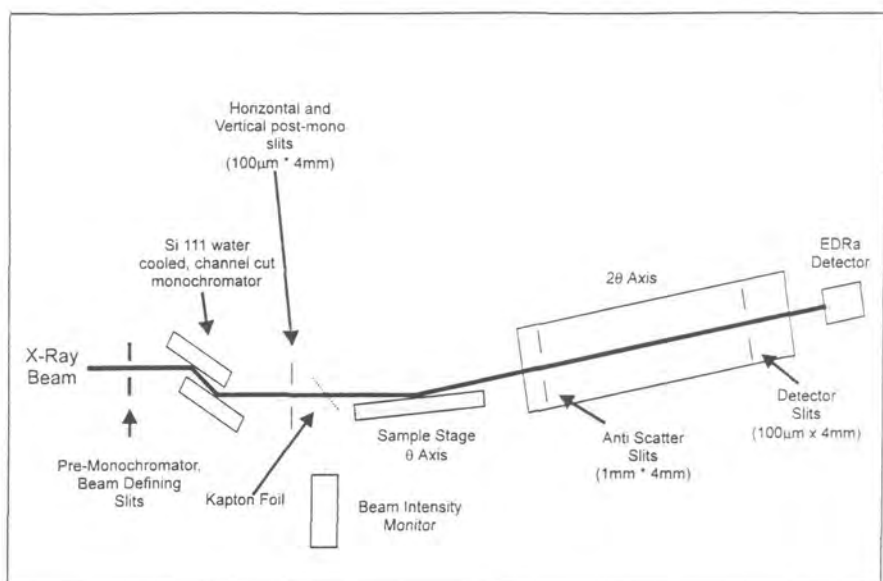 Horizontal and
Vertical post-mono
slits
(100μm * 4mm)
Si 111 water
cooled, channel cut
monochromator
EDRa
Detector
2θ Axis
X-Ray
Beam
Pre-Monochromator,
Beam Defining
Slits
Kapton Foil
Beam Intensity
Monitor
Sample Stage
θ Axis
Anti Scatter
Slits
(1mm * 4mm)
Detector
Slits
(100μm x 4mm)